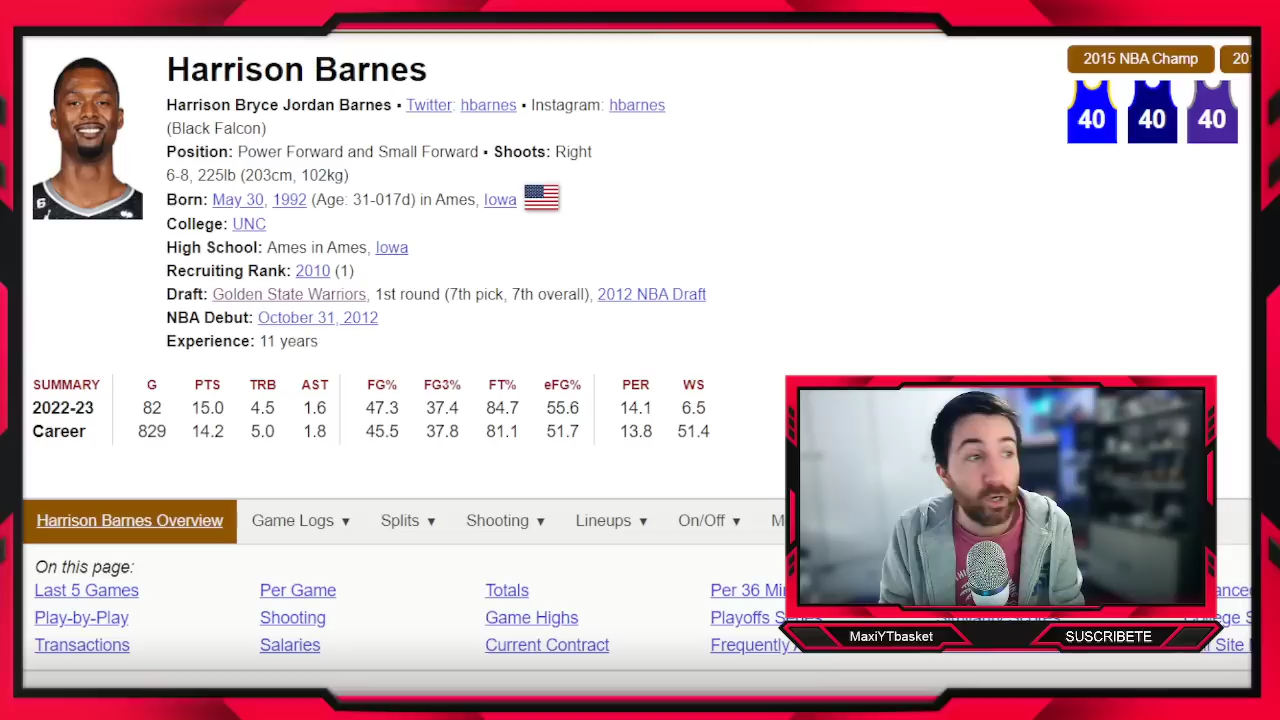 Harrison Barnes
Harrison Bryce Jordan Barnes ▪ Twitter: hbarnes ▪ Instagram: hbarnes
(Black Falcon)
Position: Power Forward and Small Forward ▪ Shoots: Right
6-8, 225lb (203cm, 102kg)
Born: May 30, 1992 (Age: 31-017d) in Ames, Iowa
College: UNC
High School: Ames in Ames, Iowa
Recruiting Rank: 2010 (1)
Draft: Golden State Warriors, 1st round (7th pick, 7th overall), 2012 NBA Draft
NBA Debut: October 31, 2012
Experience: 11 years
2015 NBA Champ 20
40 40 40
SUMMARY G PTS TRB AST FG% FG3% FT% eFG% PER WS
2022-23 82 15.0 4.5 1.6 47.3 37.4 84.7 55.6 14.1 6.5
Career 829 14.2 5.0 1.8 45.5 37.8 81.1 51.7 13.8 51.4
Harrison Barnes Overview Game Logs ▼ Splits ▼ Shooting ▼ Lineups ▼ On/Off ▼ M
On this page:
Last 5 Games Per Game Totals Per 36 Min
Play-by-Play Shooting Game Highs Playoffs
Transactions Salaries Current Contract Frequently Site
MaxiYTbasket SUSCRIBETE